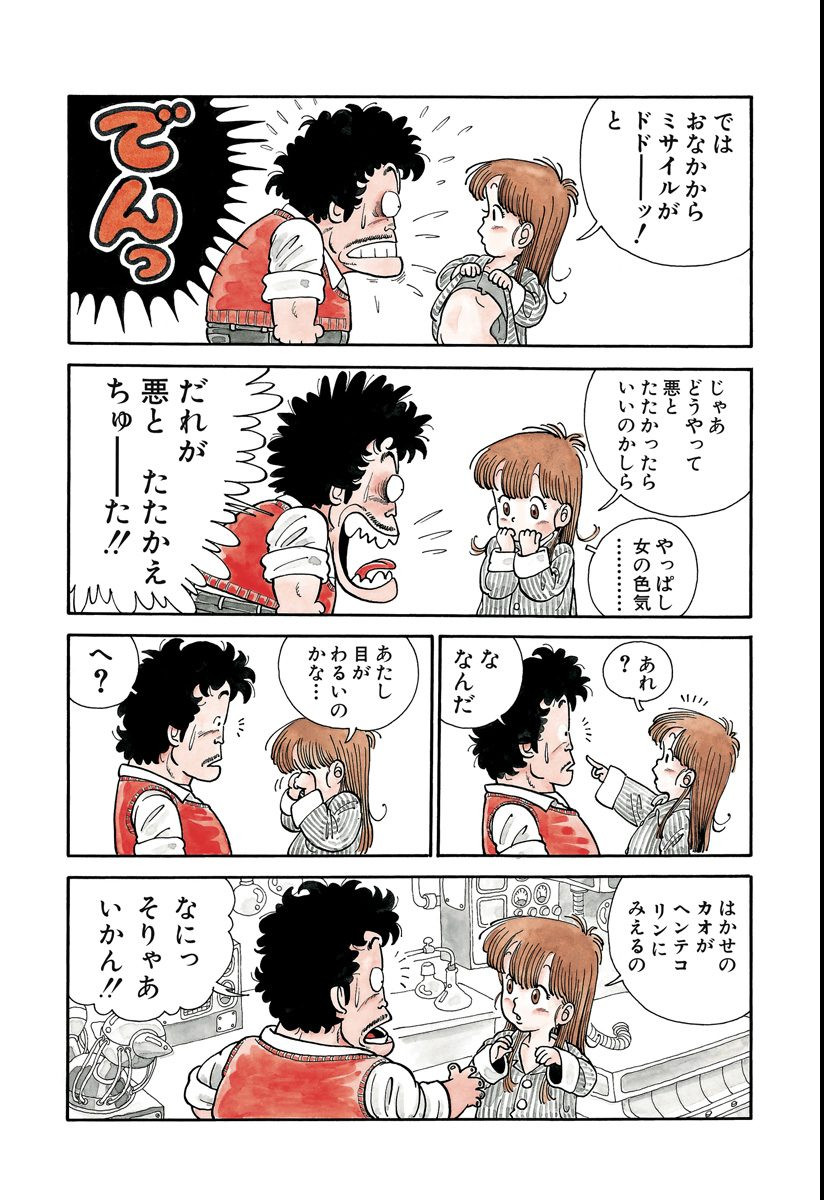 では
おなかから
ミサイルが
ドドーーッ!
と
でんっ
じゃあ
どうやって
悪と
たたかったら
いいのかしら
やっぱし
女の色気
…………
だれが
悪と たたかえ
ちゅーーた!!
あれ
?
な
なんだ
あたし
目が
わるいの
かな…
へ?
はかせの
カオが
ヘンテコ
リンに
みえるの
なにっ
そりゃあ
いかん!!